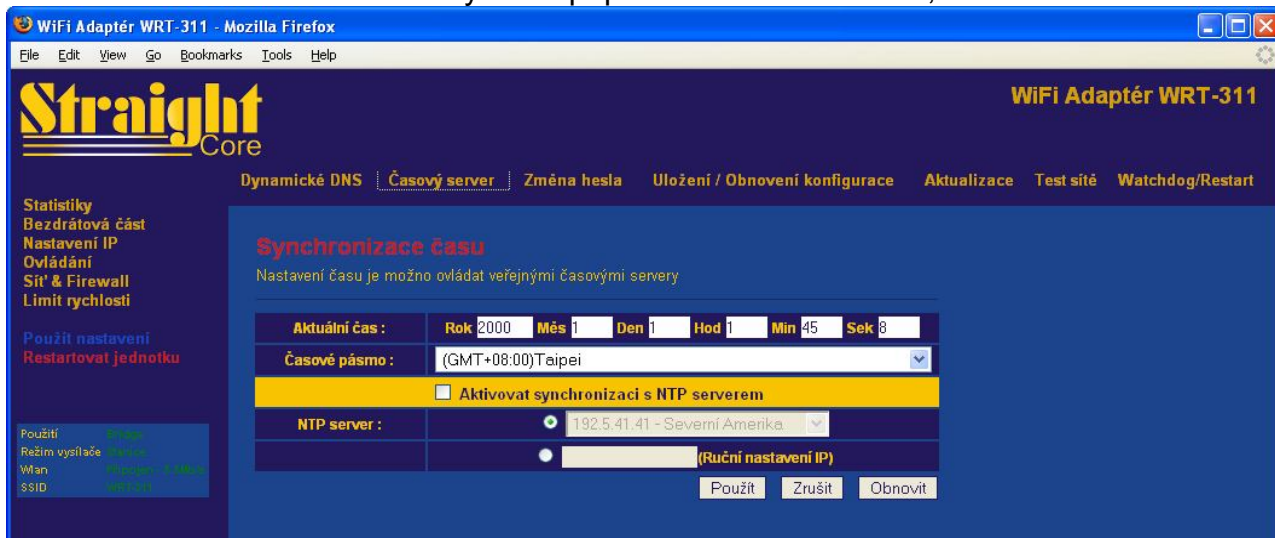 WiFi Adaptér WRT-311 - Mozilla Firefox
File Edit View Go Bookmarks Tools Help
Straight Core
WiFi Adaptér WRT-311
Dynamické DNS Časový server Změna hesla Uložení / Obnovení konfigurace Aktualizace Test sítě Watchdog/Restart
Statistiky
Bezdrátová část
Nastavení IP
Ovládání
Síť & Firewall
Limit rychlosti
Použít nastavení
Restartovat jednotku
Použití Bridge
Režim vysílače
Wlan
SSID WRT-311
Synchronizace času
Nastavení času je možno ovládat veřejnými časovými servery
Aktuální čas : Rok 2000 Měs 1 Den 1 Hod 1 Min 45 Sek 8
Časové pásmo : (GMT+08:00)Taipei
Aktivovat synchronizaci s NTP serverem
NTP server : 192.5.41.41 - Severní Amerika
(Ruční nastavení IP)
Použít Zrušit Obnovit